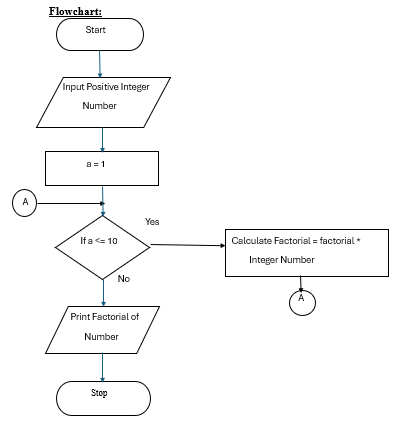 Flowchart:
Start
Input Positive Integer
Number
a = 1
A
Yes
If a <= 10
Calculate Factorial = factorial *
Integer Number
No
A
Print Factorial of
Number
Stop